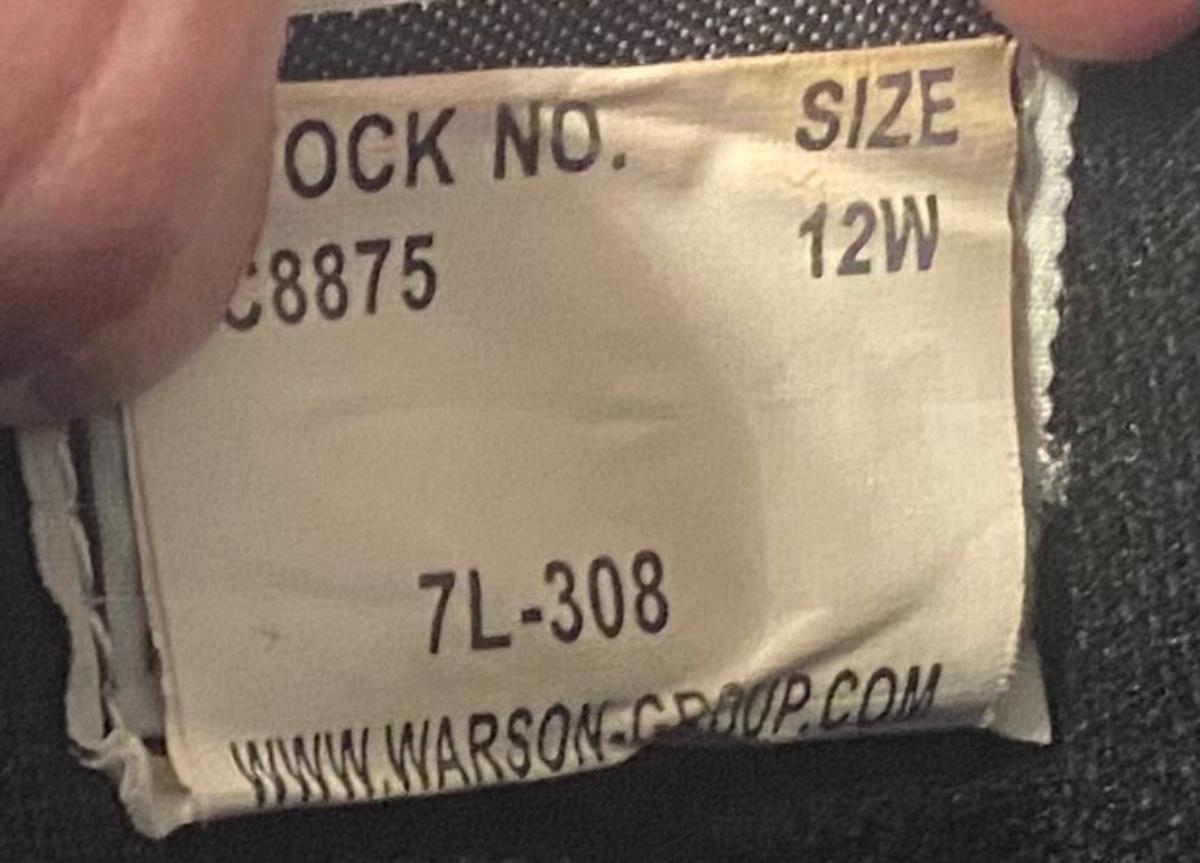 OCK NO. SIZE
C8875 12W
7L-308
WWW.WARSON-GROUP.COM